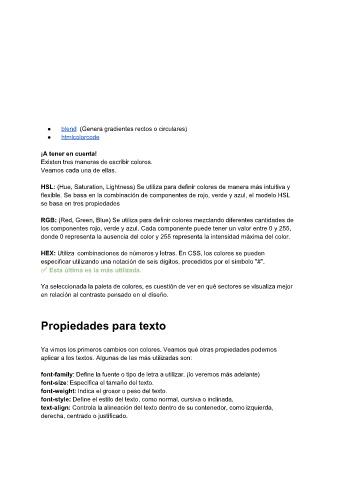 ● blend (Genera gradientes rectos o circulares)
● htmlcolorcode
¡A tener en cuenta!
Existen tres maneras de escribir colores.
Veamos cada una de ellas.
HSL: (Hue, Saturation, Lightness) Se utiliza para definir colores de manera más intuitiva y
flexible. Se basa en la combinación de componentes de rojo, verde y azul, el modelo HSL
se basa en tres propiedades
RGB: (Red, Green, Blue) Se utiliza para definir colores mezclando diferentes cantidades de
los componentes rojo, verde y azul. Cada componente puede tener un valor entre 0 y 255,
donde 0 representa la ausencia del color y 255 representa la intensidad máxima del color.
HEX: Utiliza combinaciones de números y letras. En CSS, los colores se pueden
especificar utilizando una notación de seis dígitos, precedidos por el símbolo "#".
✅ Esta última es la más utilizada.
Ya seleccionada la paleta de colores, es cuestión de ver en qué sectores se visualiza mejor
en relación al contraste pensado en el diseño.
Propiedades para texto
Ya vimos los primeros cambios con colores. Veamos qué otras propiedades podemos
aplicar a los textos. Algunas de las más utilizadas son:
font-family: Define la fuente o tipo de letra a utilizar. (lo veremos más adelante)
font-size: Especifica el tamaño del texto.
font-weight: Indica el grosor o peso del texto.
font-style: Define el estilo del texto, como normal, cursiva o inclinada.
text-align: Controla la alineación del texto dentro de su contenedor, como izquierda,
derecha, centrado o justificado.